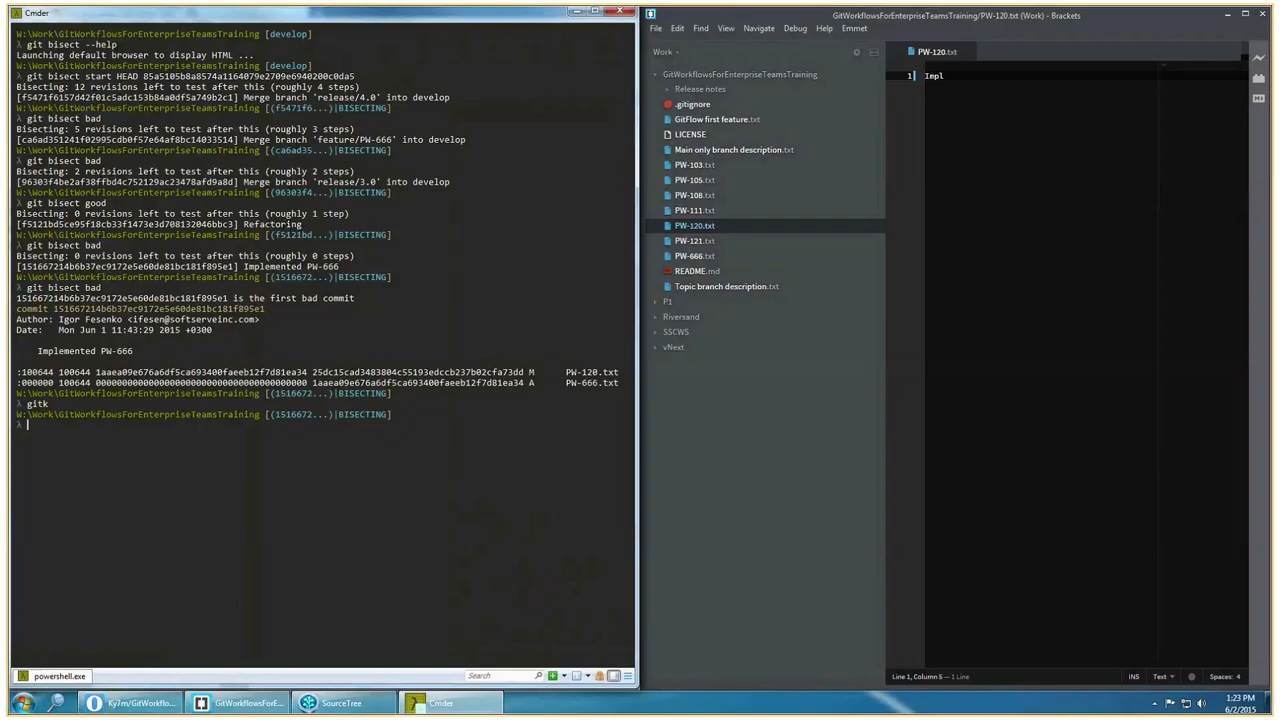 Cmder
W:\Work\GitWorkflowsForEnterpriseTeamsTraining [develop]
λ git bisect --help
Launching default browser to display HTML ...
W:\Work\GitWorkflowsForEnterpriseTeamsTraining [develop]
λ git bisect start HEAD 85a5105b8a8574a1164079e2709e6940200c0da5
Bisecting: 12 revisions left to test after this (roughly 4 steps)
[f5471f6157d42f01c5adc153b84a0df5a749b2c1] Merge branch 'release/4.0' into develop
W:\Work\GitWorkflowsForEnterpriseTeamsTraining [(f5471f6...)|BISECTING]
λ git bisect bad
Bisecting: 5 revisions left to test after this (roughly 3 steps)
[ca6ad351241f02995cdb0f57e64af8bc14033514] Merge branch 'feature/PW-666' into develop
W:\Work\GitWorkflowsForEnterpriseTeamsTraining [(ca6ad35...)|BISECTING]
λ git bisect bad
Bisecting: 2 revisions left to test after this (roughly 2 steps)
[96303f4be2af38ffbd4c752129ac23478afd9a8d] Merge branch 'release/3.0' into develop
W:\Work\GitWorkflowsForEnterpriseTeamsTraining [(96303f4...)|BISECTING]
λ git bisect good
Bisecting: 0 revisions left to test after this (roughly 1 step)
[f5121bd5ce95f18cb33f1473e3d708132046bbc3] Refactoring
W:\Work\GitWorkflowsForEnterpriseTeamsTraining [(f5121bd...)|BISECTING]
λ git bisect bad
Bisecting: 0 revisions left to test after this (roughly 0 steps)
[151667214b6b37ec9172e5e60de81bc181f895e1] Implemented PW-666
W:\Work\GitWorkflowsForEnterpriseTeamsTraining [(1516672...)|BISECTING]
λ git bisect bad
151667214b6b37ec9172e5e60de81bc181f895e1 is the first bad commit
commit 151667214b6b37ec9172e5e60de81bc181f895e1
Author: Igor Fesenko <ifesen@softserveinc.com>
Date:   Mon Jun 1 11:43:29 2015 +0300
Implemented PW-666
:100644 100644 1aaea09e676a6df5ca693400faeeb12f7d81ea34 25dc15cad3483804c55193edccb237b02cfa73dd M PW-120.txt
:000000 100644 0000000000000000000000000000000000000000 1aaea09e676a6df5ca693400faeeb12f7d81ea34 A PW-666.txt
W:\Work\GitWorkflowsForEnterpriseTeamsTraining [(1516672...)|BISECTING]
λ gitk
W:\Work\GitWorkflowsForEnterpriseTeamsTraining [(1516672...)|BISECTING]
λ
powershell.exe
Search
GitWorkflowsForEnterpriseTeamsTraining/PW-120.txt (Work) - Brackets
File Edit Find View Navigate Debug Help Emmet
Work
GitWorkflowsForEnterpriseTeamsTraining
Release notes
.gitignore
GitFlow first feature.txt
LICENSE
Main only branch description.txt
PW-103.txt
PW-105.txt
PW-108.txt
PW-111.txt
PW-120.txt
PW-121.txt
PW-666.txt
README.md
Topic branch description.txt
P1
Riversand
SSCWS
vNext
PW-120.txt
1 Impl
Line 1, Column 5 — 1 Line
INS Text Spaces: 4
Ky7m/GitWorkflo...
GitWorkflowsForE...
SourceTree
Cmder
1:23 PM
6/2/2015